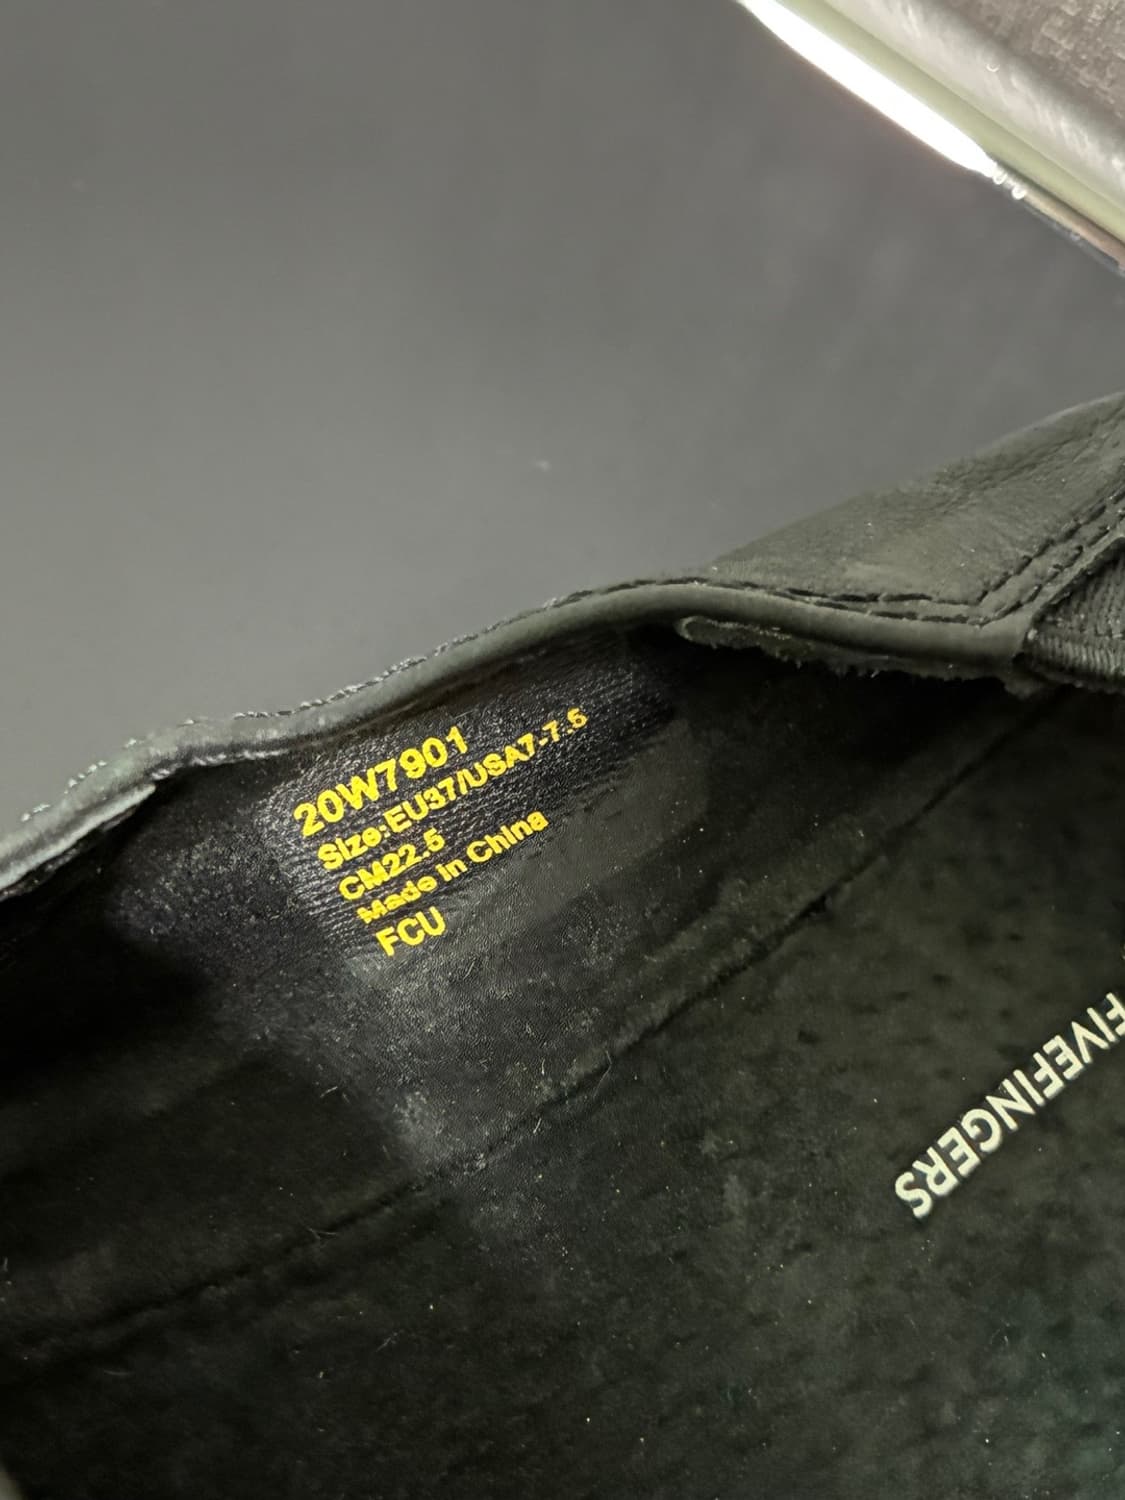 20W7901
Size:EU37/USA7-7.5
CM22.5
Made in China
FCU
FIVEFINGERS